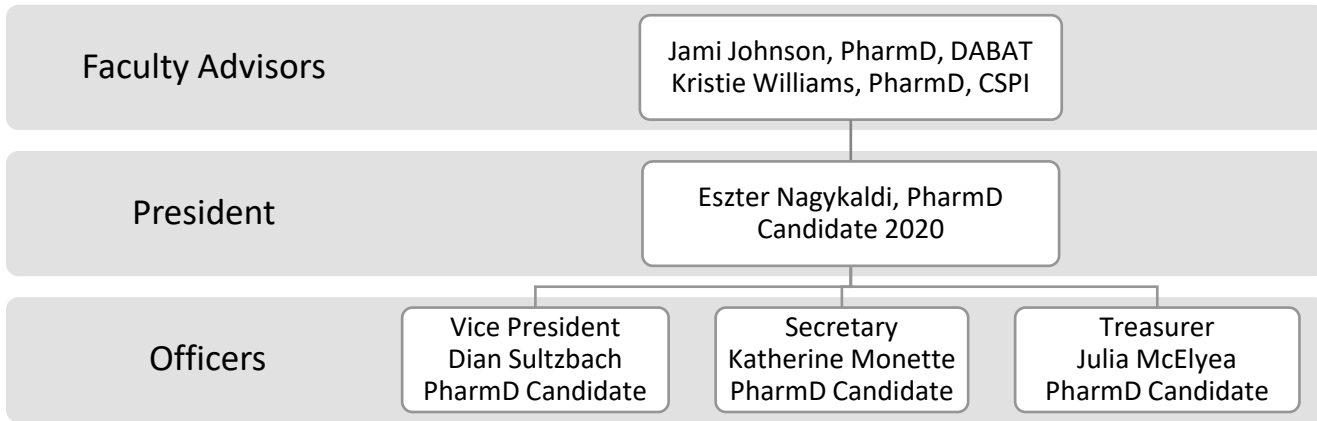 Faculty Advisors
Jami Johnson, PharmD, DABAT
Kristie Williams, PharmD, CSPI
President
Eszter Nagykaldi, PharmD
Candidate 2020
Officers
Vice President
Dian Sultzbach
PharmD Candidate
Secretary
Katherine Monette
PharmD Candidate
Treasurer
Julia McElyea
PharmD Candidate